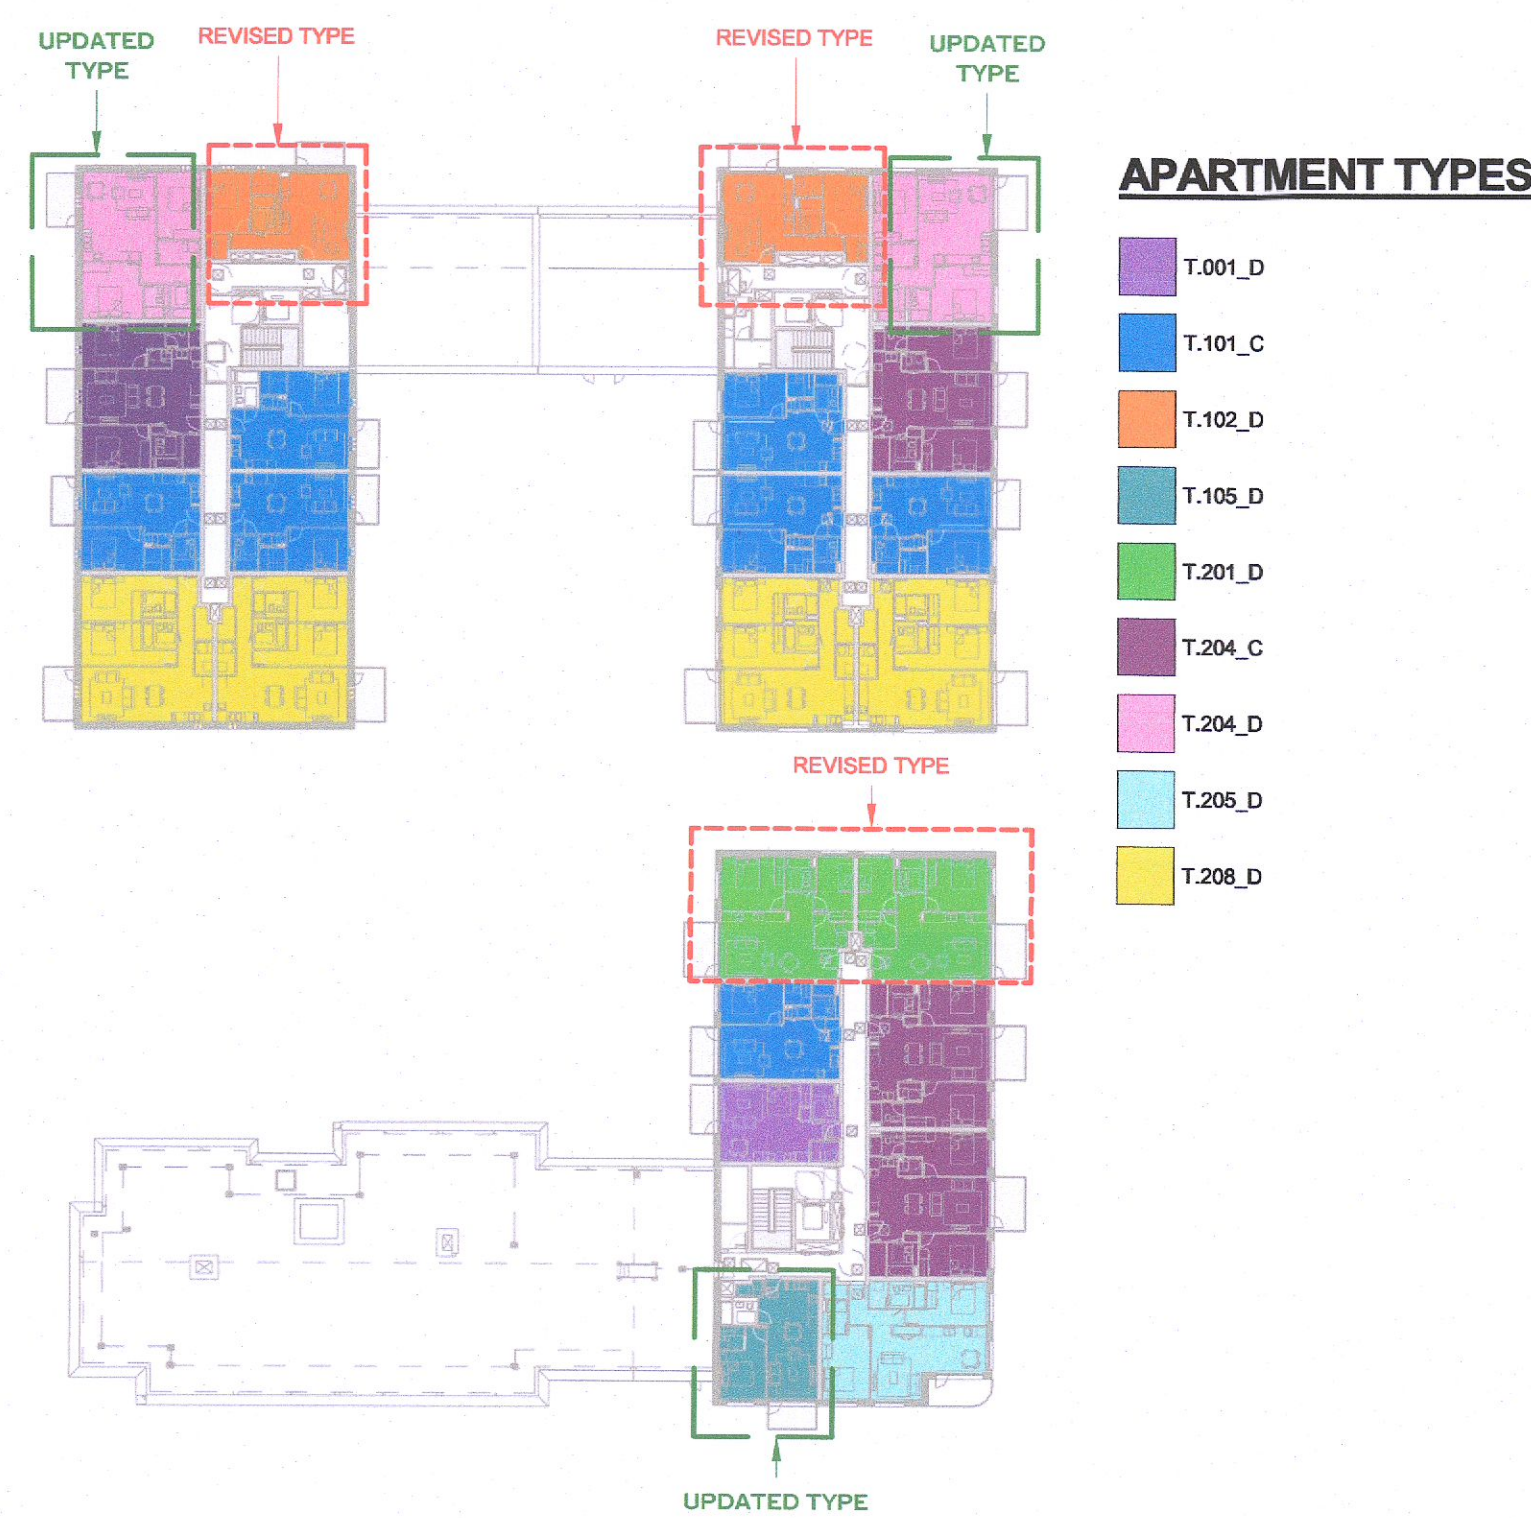 UPDATED
TYPE
REVISED TYPE
REVISED TYPE
UPDATED
TYPE
APARTMENT TYPES
T.001_D
T.101_C
T.102_D
T.105_D
T.201_D
T.204_C
T.204_D
T.205_D
T.208_D
REVISED TYPE
UPDATED TYPE